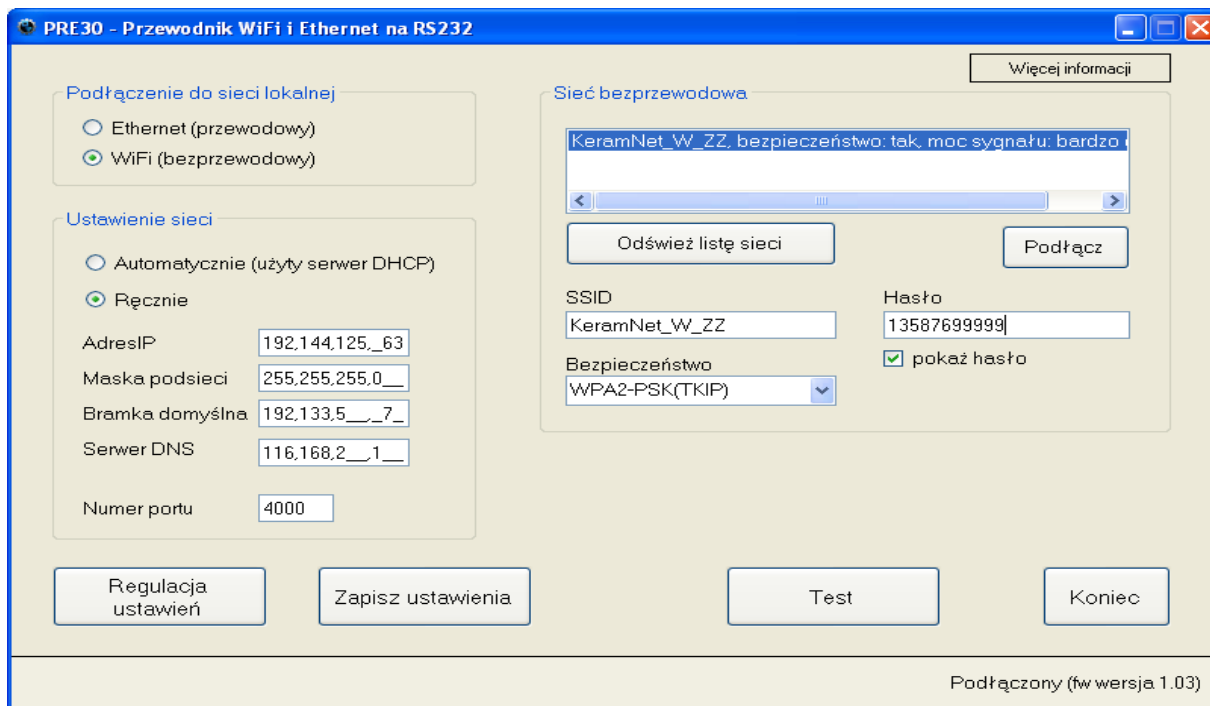 PRE30 - Przewodnik WiFi i Ethernet na RS232
Więcej informacji
Podłączenie do sieci lokalnej
Ethernet (przewodowy)
WiFi (bezprzewodowy)
Ustawienie sieci
Automatycznie (użyty serwer DHCP)
Ręcznie
AdresIP 192,144,125,_63
Maska podsieci 255,255,255,0__
Bramka domyślna 192,133,5__,_7_
Serwer DNS 116,168,2__,1__
Numer portu 4000
Sieć bezprzewodowa
KeramNet_W_ZZ, bezpieczeństwo: tak, moc sygnału: bardzo
Odśwież listę sieci
Podłącz
SSID
KeramNet_W_ZZ
Hasło
13587699999
pokaż hasło
Bezpieczeństwo
WPA2-PSK(TKIP)
Regulacja
ustawień
Zapisz ustawienia
Test
Koniec
Podłączony (fw wersja 1.03)